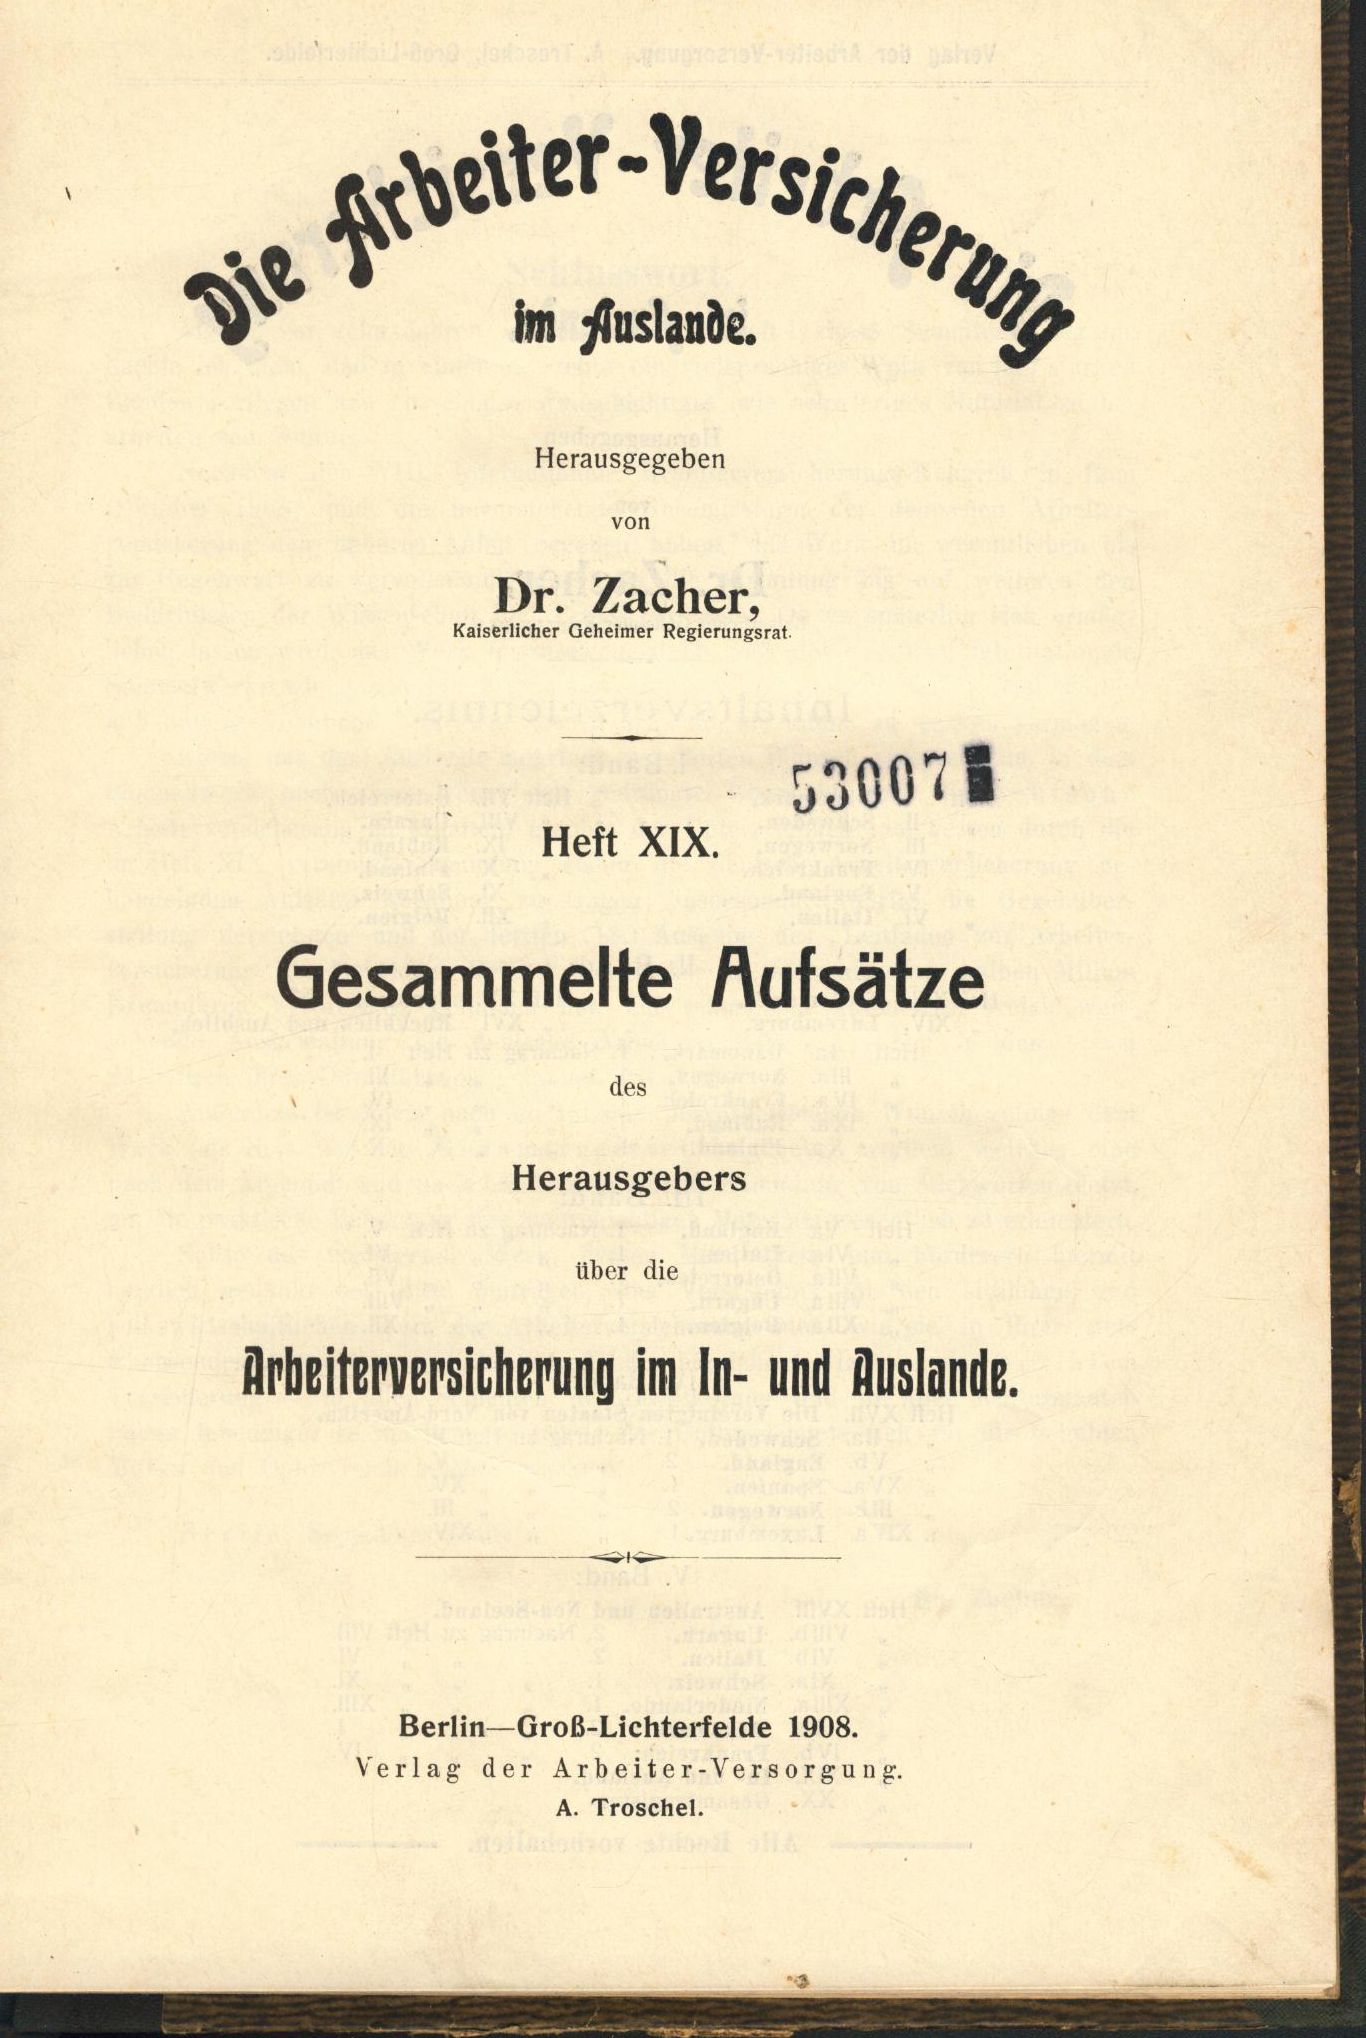 Die Arbeiter-Versicherung
im Auslande.
Herausgegeben
von
Dr. Zacher,
Kaiserlicher Geheimer Regierungsrat.
53007
Heft XIX.
Gesammelte Aufsätze
des
Herausgebers
über die
Arbeiterversicherung im In- und Auslande.
Berlin—Groß-Lichterfelde 1908.
Verlag der Arbeiter-Versorgung.
A. Troschel.